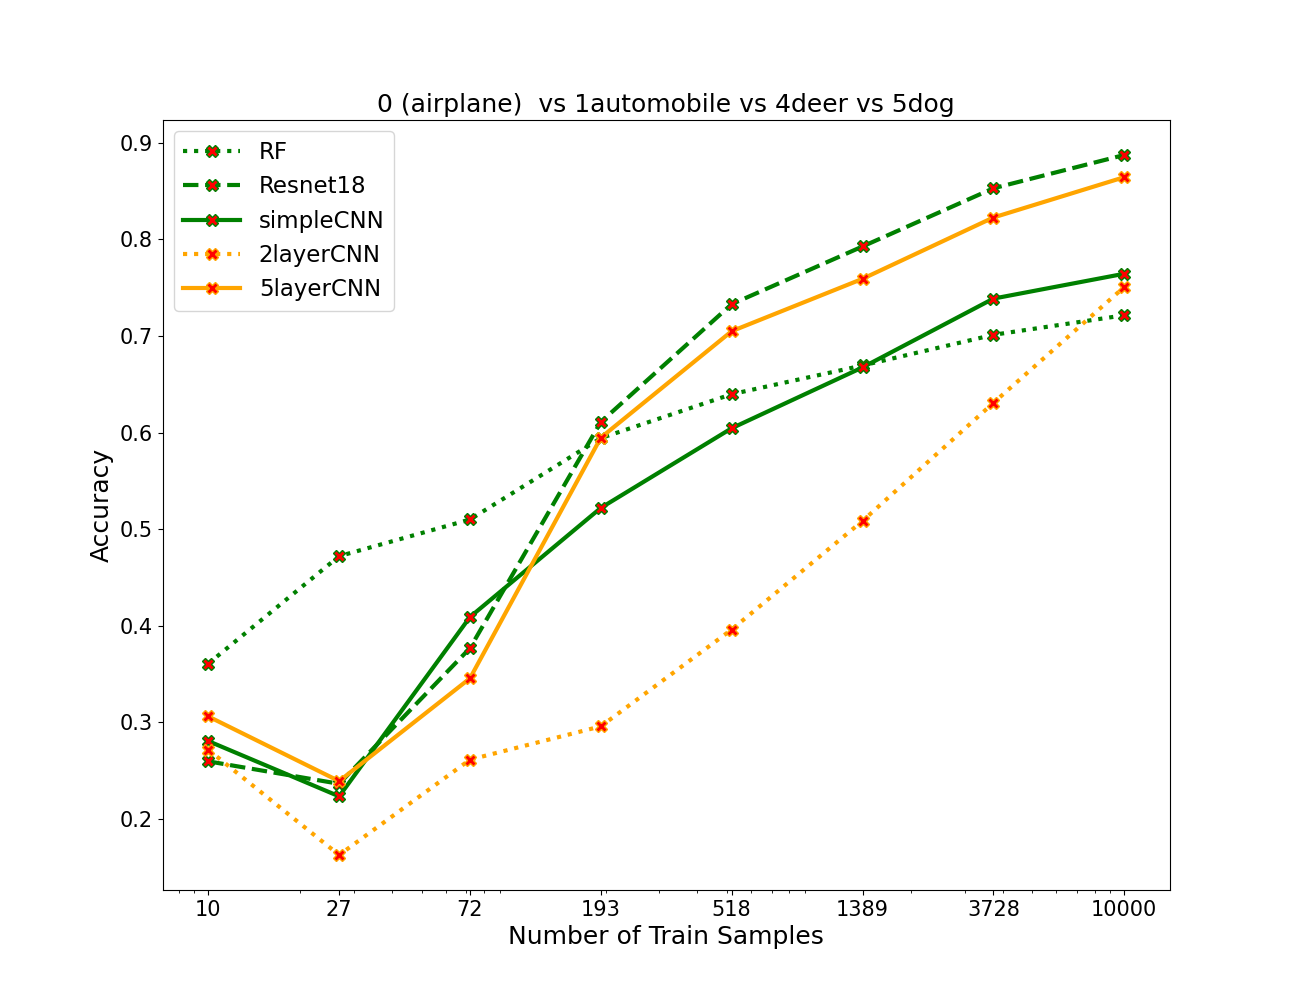 0 (airplane)  vs 1automobile vs 4deer vs 5dog
RF
Resnet18
simpleCNN
2layerCNN
5layerCNN
0.9
0.8
0.7
0.6
0.5
0.4
0.3
0.2
Accuracy
10 27 72 193 518 1389 3728 10000
Number of Train Samples